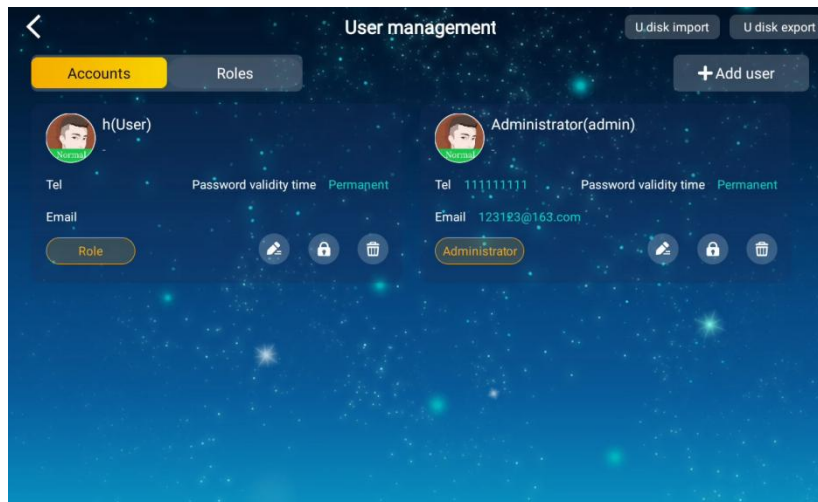 User management
U disk import
U disk export
Accounts
Roles
+Add user
h(User)
Normal
-
Tel
Password validity time Permanent
Email
Role
Administrator(admin)
Normal
-
Tel 111111111
Password validity time Permanent
Email 123123@163.com
Administrator